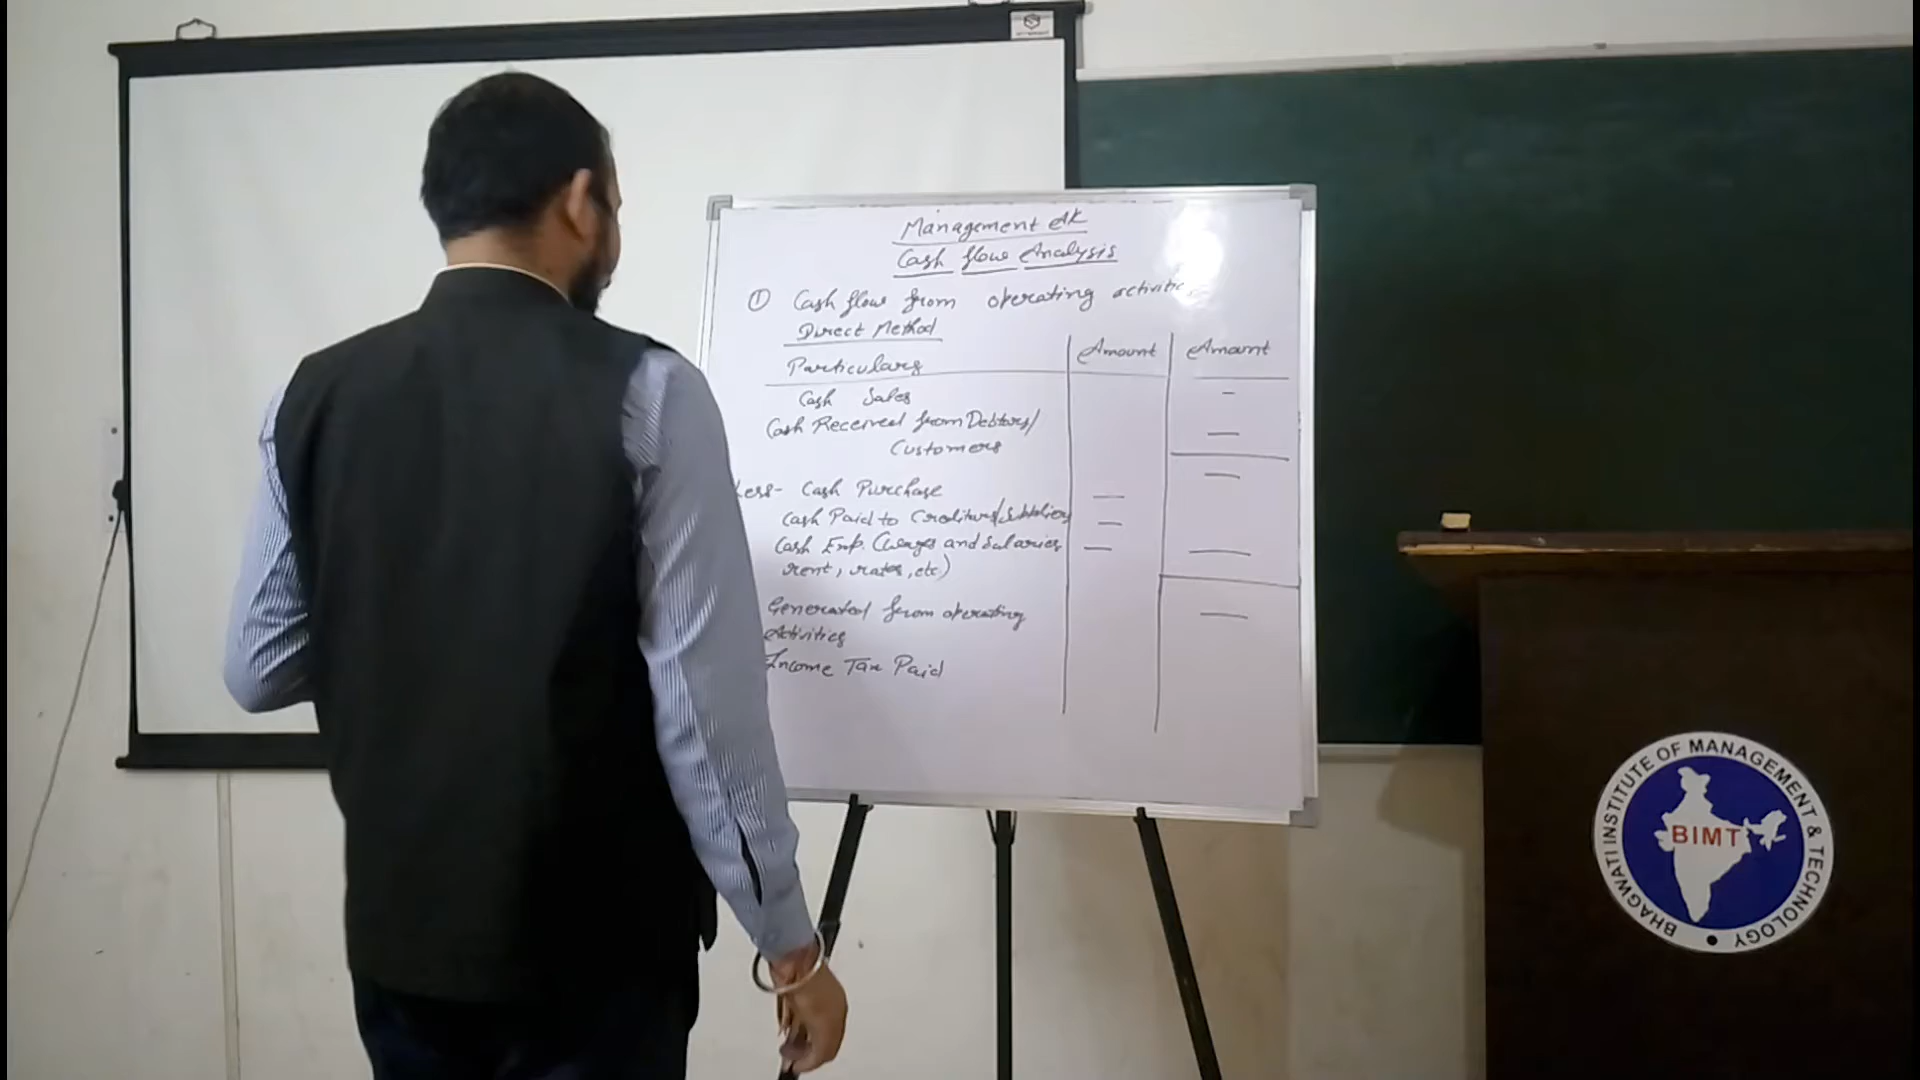 Management A/c
Cash flow Analysis
① Cash flow from operating activitie
Direct Method
Particulars Amount Amount
Cash Sales -
Cash Received from Debtors/ —
Customers
Less- Cash Purchase —
Cash Paid to Creditors/Suppliers —
Cash Exp. (wages and Salaries, — —
rent, rates, etc)
Generated from operating —
Activities
Income Tax Paid
BHAGWATI INSTITUTE OF MANAGEMENT & TECHNOLOGY
BIMT